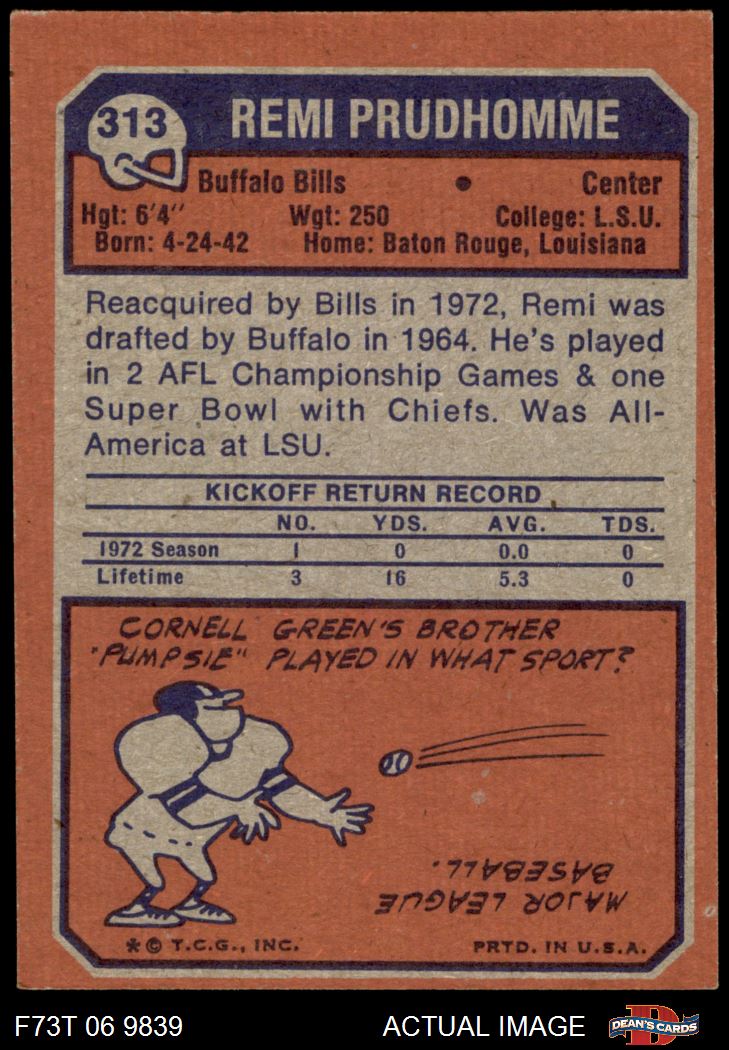 313
REMI PRUDHOMME
Buffalo Bills • Center
Hgt: 6'4" Wgt: 250 College: L.S.U.
Born: 4-24-42 Home: Baton Rouge, Louisiana
Reacquired by Bills in 1972, Remi was
drafted by Buffalo in 1964. He's played
in 2 AFL Championship Games & one
Super Bowl with Chiefs. Was All-
America at LSU.
KICKOFF RETURN RECORD
NO. YDS. AVG. TDS.
1972 Season 1 0 0.0 0
Lifetime 3 16 5.3 0
CORNELL GREEN'S BROTHER
"PUMPSIE" PLAYED IN WHAT SPORT?
MAJOR LEAGUE
BASEBALL.
* © T.C.G., INC. PRTD. IN U.S.A.
F73T 06 9839 ACTUAL IMAGE D DEAN'S CARDS